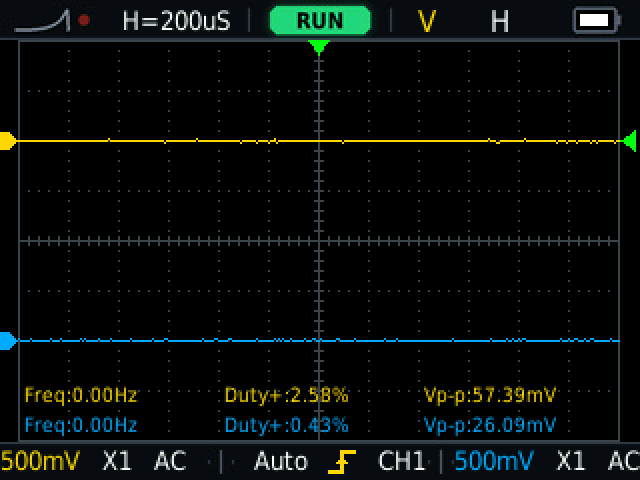 H=200uS RUN V H
Freq:0.00Hz Duty+:2.58% Vp-p:57.39mV
Freq:0.00Hz Duty+:0.43% Vp-p:26.09mV
500mV X1 AC Auto CH1 500mV X1 AC